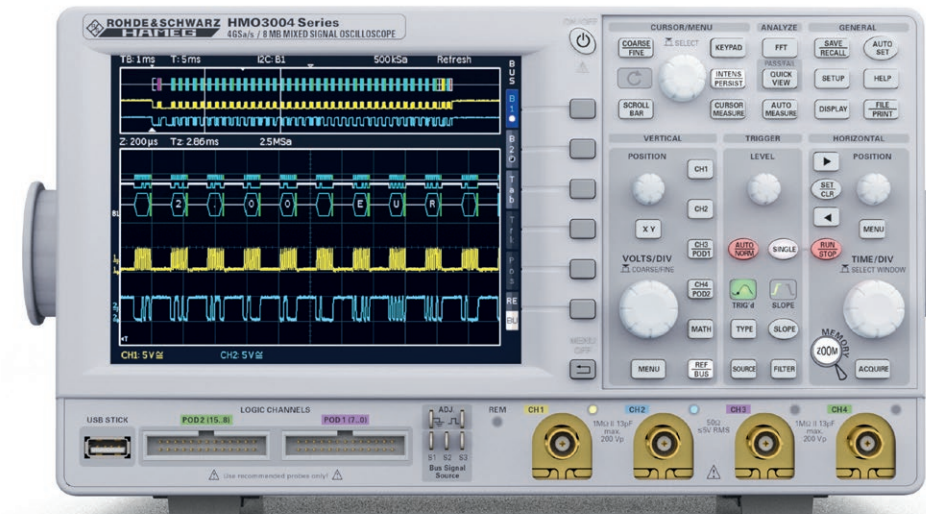 ROHDE&SCHWARZ HMO3004 Series
HAMEG 4GSa/s / 8 MB MIXED SIGNAL OSCILLOSCOPE
ON/OFF
TB: 1 ms T: 5ms I2C: B1 500kSa Refresh
BUS
B1
B2
Tab
Trk
Pos
RE
BU
Z: 200µs Tz: 2.86ms 2.5MSa
2 . 0 0 E U R
CH1: 5V CH2: 5V
MENU
OFF
CURSOR/MENU
COARSE
FINE
SELECT
KEYPAD
INTENS
PERSIST
SCROLL
BAR
CURSOR
MEASURE
ANALYZE
FFT
PASS/FAIL
QUICK
VIEW
AUTO
MEASURE
GENERAL
SAVE
RECALL
AUTO
SET
SETUP
HELP
DISPLAY
FILE
PRINT
VERTICAL
POSITION
CH1
CH2
X Y
CH3
POD1
VOLTS/DIV
COARSE/FINE
CH4
POD2
MATH
MENU
REF
BUS
TRIGGER
LEVEL
AUTO
NORM
SINGLE
TRIG'd
SLOPE
TYPE
SLOPE
SOURCE
FILTER
HORIZONTAL
POSITION
SET
CLR
MENU
RUN
STOP
TIME/DIV
SELECT WINDOW
MEMORY
ZOOM
ACQUIRE
USB STICK
LOGIC CHANNELS
POD2 (15..8)
POD1 (7..0)
Use recommended probes only!
ADJ.
S1 S2 S3
Bus Signal
Source
REM
CH1
CH2
CH3
CH4
1MΩ II 13pF
max.
200 Vp
50Ω
≤5V RMS
1MΩ II 13pF
max.
200 Vp